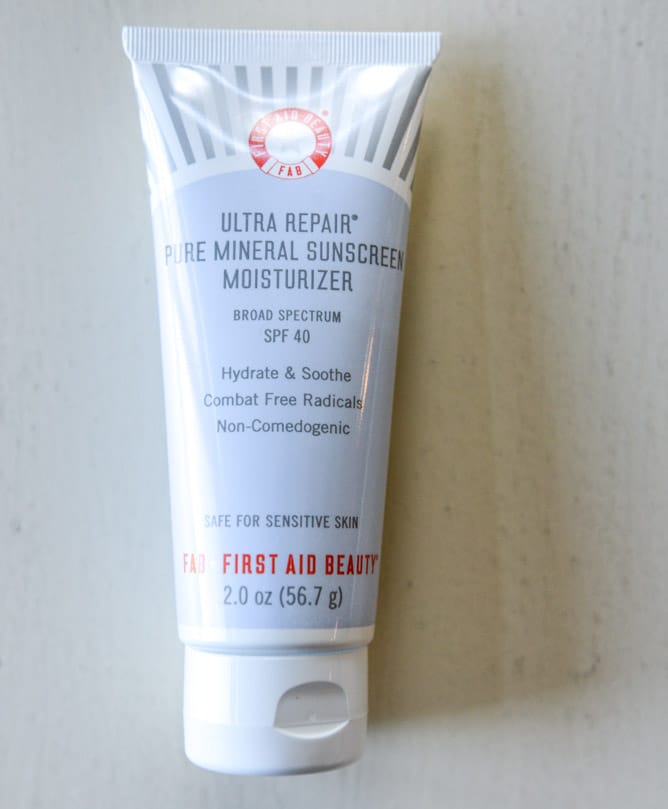 FIRST AID BEAUTY®
FAB
ULTRA REPAIR®
PURE MINERAL SUNSCREEN
MOISTURIZER
BROAD SPECTRUM
SPF 40
Hydrate & Soothe
Combat Free Radicals
Non-Comedogenic
SAFE FOR SENSITIVE SKIN
FAB FIRST AID BEAUTY®
2.0 oz (56.7 g)